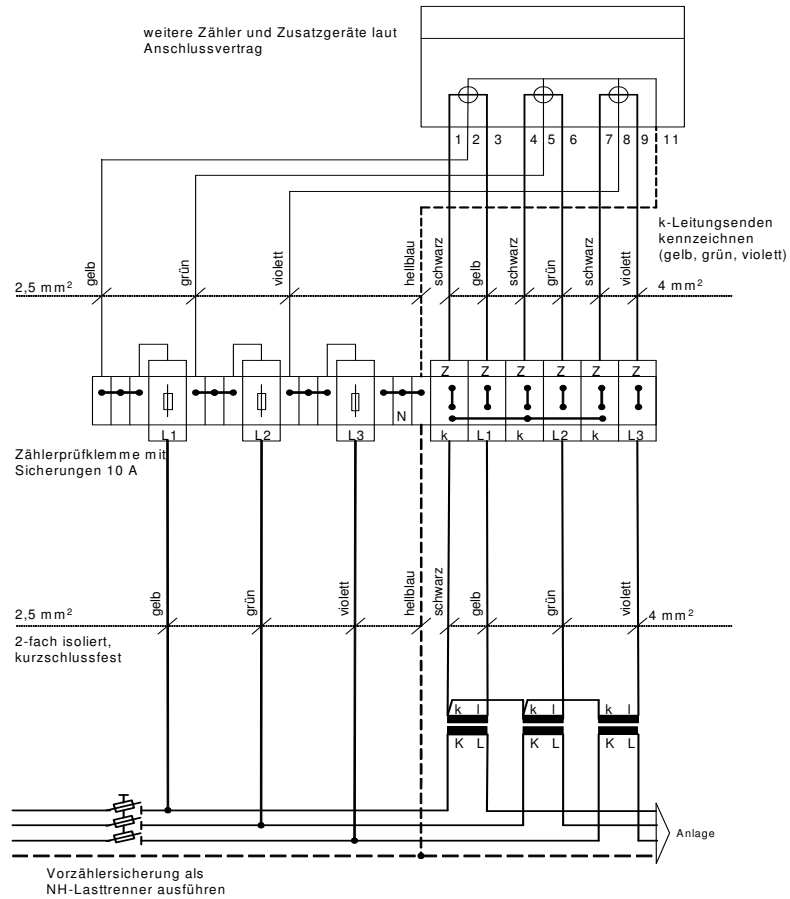 weitere Zähler und Zusatzgeräte laut
Anschlussvertrag
1 2 3 4 5 6 7 8 9 11
k-Leitungsenden
kennzeichnen
(gelb, grün, violett)
gelb grün violett hellblau schwarz gelb schwarz grün schwarz violett
2,5 mm² 4 mm²
Z Z Z Z Z Z
N
L1 L2 L3 k L1 k L2 k L3
Zählerprüfklemme mit
Sicherungen 10 A
gelb grün violett hellblau schwarz gelb grün violett
2,5 mm² 4 mm²
2-fach isoliert,
kurzschlussfest
k l k l k l
K L K L K L
Anlage
Vorzählersicherung als
NH-Lasttrenner ausführen